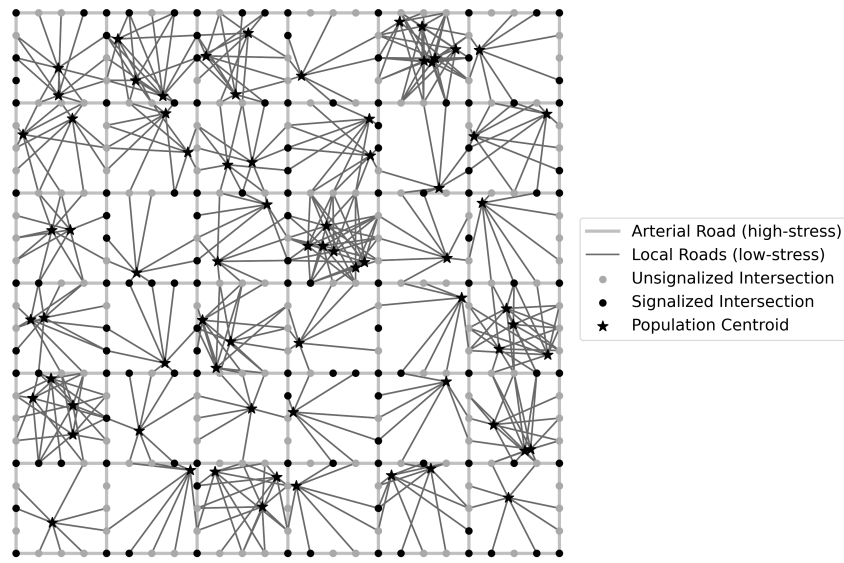 Arterial Road (high-stress)
Local Roads (low-stress)
Unsignalized Intersection
Signalized Intersection
Population Centroid